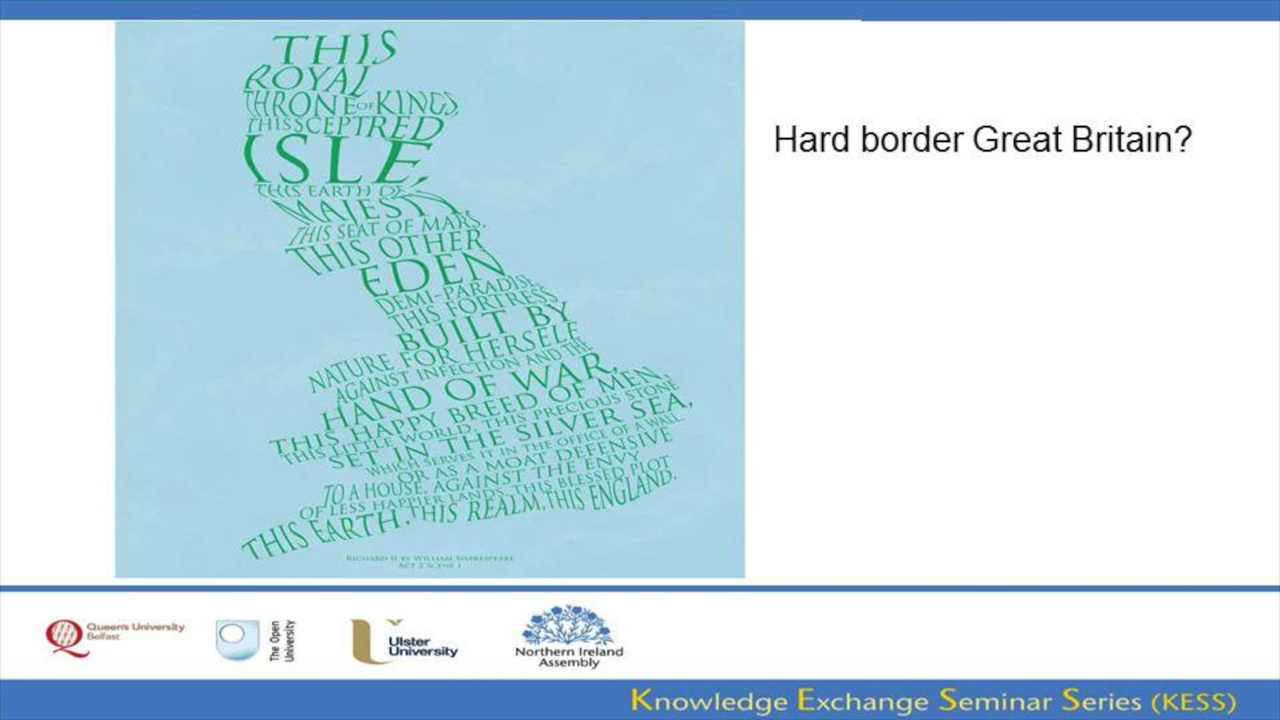 THIS
ROYAL
THRONE OF KINGS,
THIS SCEPTRED
ISLE,
THIS EARTH OF
MAJESTY
THIS SEAT OF MARS,
THIS OTHER
EDEN
DEMI-PARADISE
THIS FORTRESS
BUILT BY
NATURE FOR HERSELF
AGAINST INFECTION AND THE
HAND OF WAR,
THIS HAPPY BREED OF MEN,
THIS LITTLE WORLD, THIS PRECIOUS STONE
SET IN THE SILVER SEA,
WHICH SERVES IT IN THE OFFICE OF A WALL
OR AS A MOAT DEFENSIVE
TO A HOUSE, AGAINST THE ENVY
OF LESS HAPPIER LANDS, THIS BLESSED PLOT
THIS EARTH, THIS REALM, THIS ENGLAND.
RICHARD II BY WILLIAM SHAKESPEARE
ACT 2 SCENE 1
Hard border Great Britain?
Queen's University
Belfast
The Open
University
Ulster
University
Northern Ireland
Assembly
Knowledge Exchange Seminar Series (KESS)